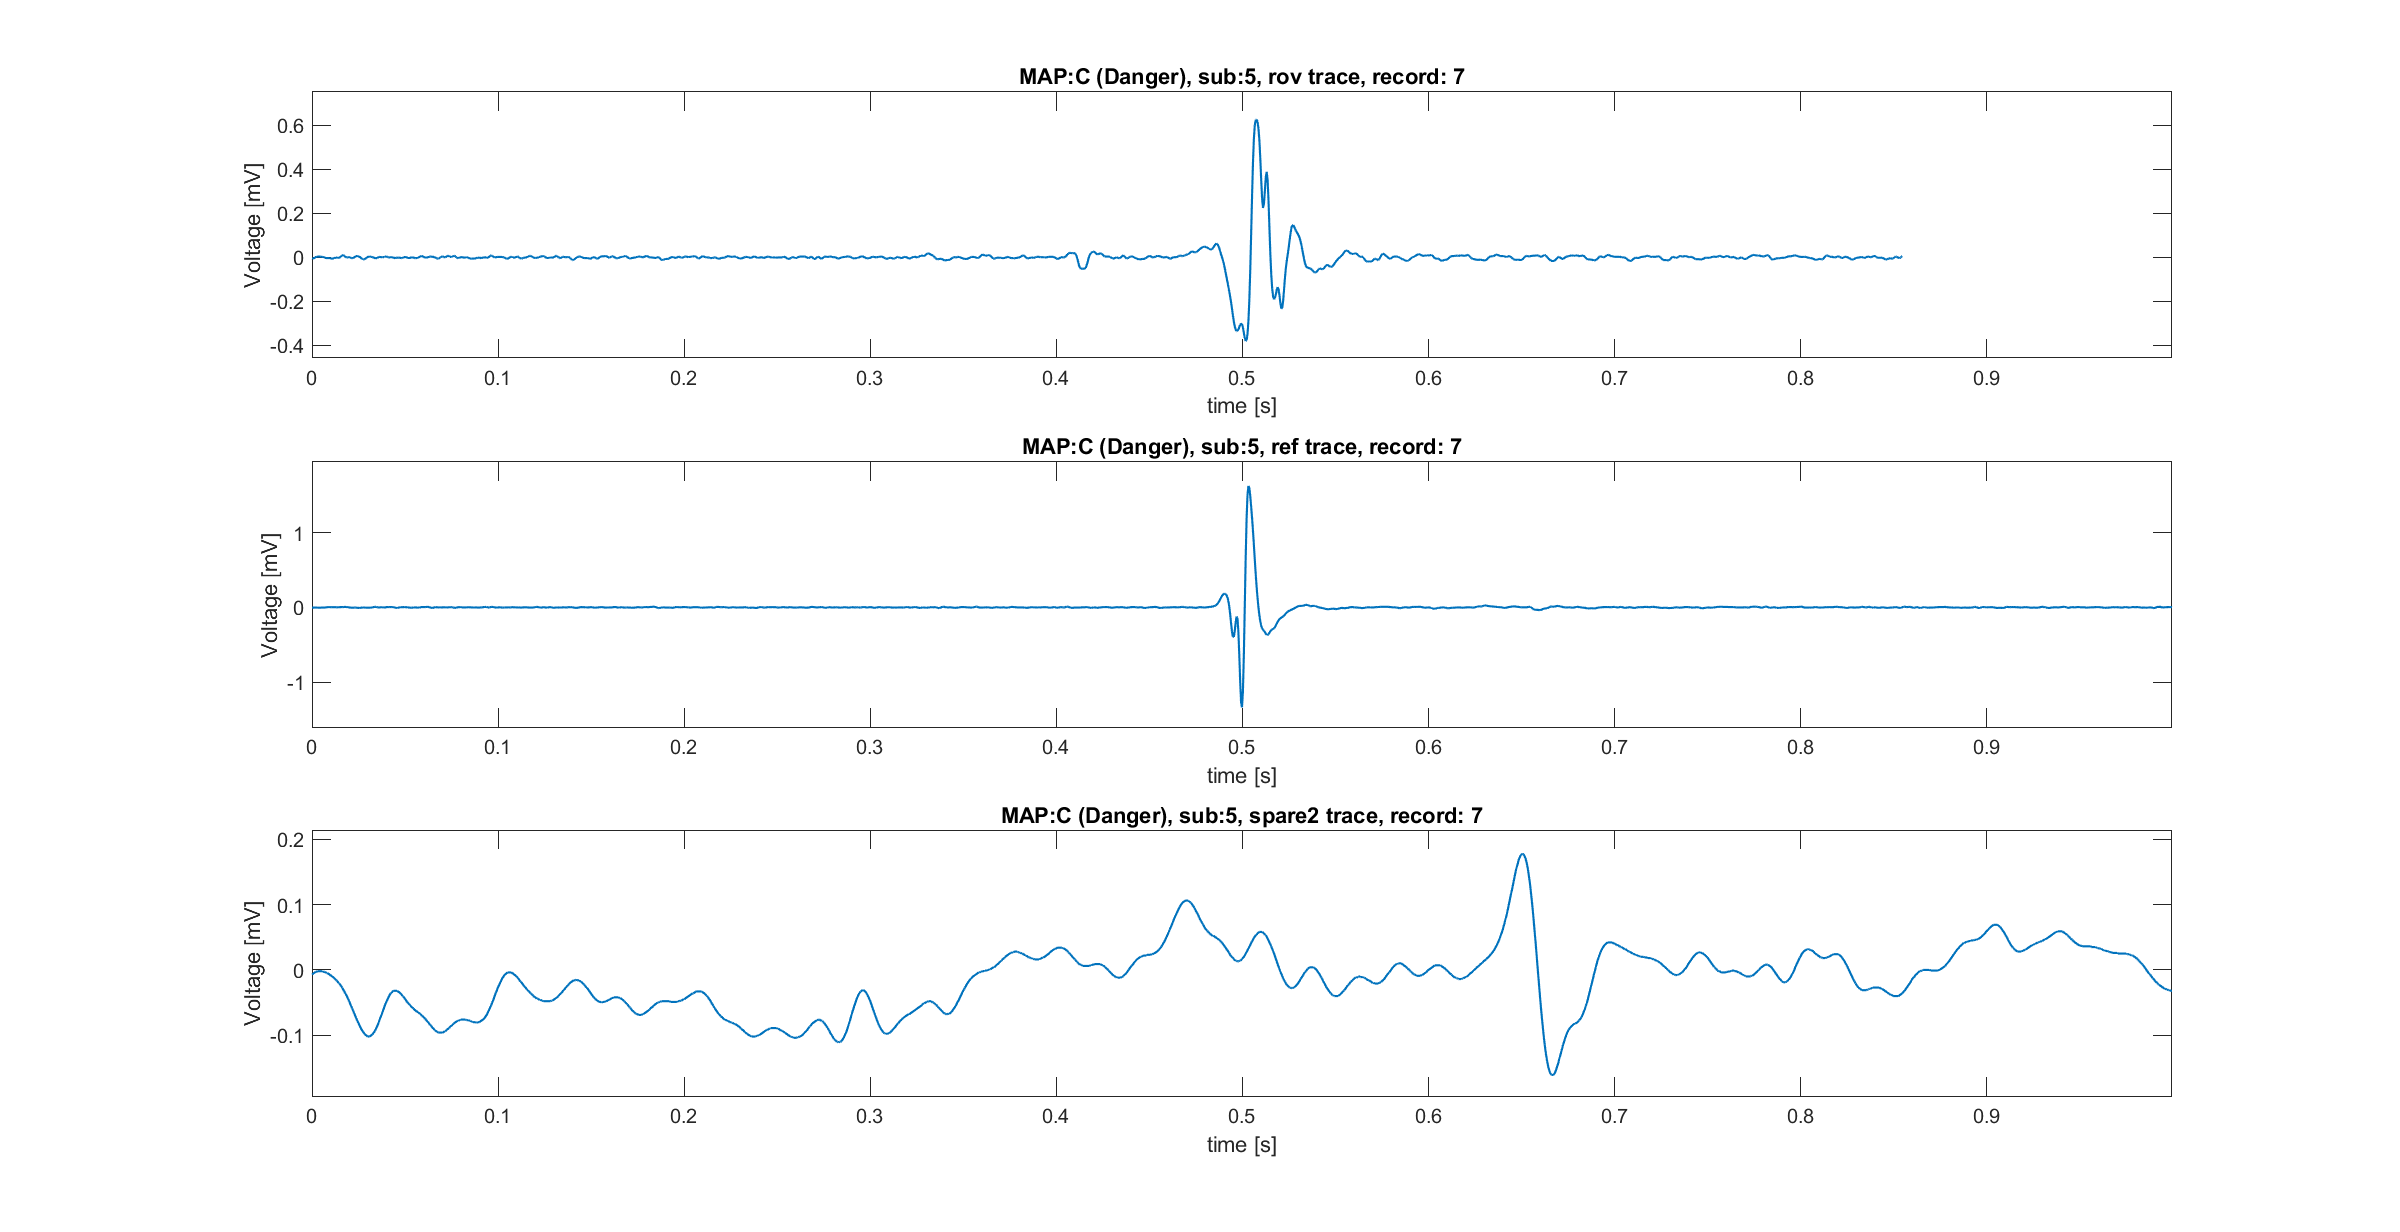 MAP:C (Danger), sub:5, rov trace, record: 7
Voltage [mV]
0.6
0.4
0.2
0
-0.2
-0.4
0 0.1 0.2 0.3 0.4 0.5 0.6 0.7 0.8 0.9
time [s]
MAP:C (Danger), sub:5, ref trace, record: 7
Voltage [mV]
1
0
-1
0 0.1 0.2 0.3 0.4 0.5 0.6 0.7 0.8 0.9
time [s]
MAP:C (Danger), sub:5, spare2 trace, record: 7
Voltage [mV]
0.2
0.1
0
-0.1
0 0.1 0.2 0.3 0.4 0.5 0.6 0.7 0.8 0.9
time [s]